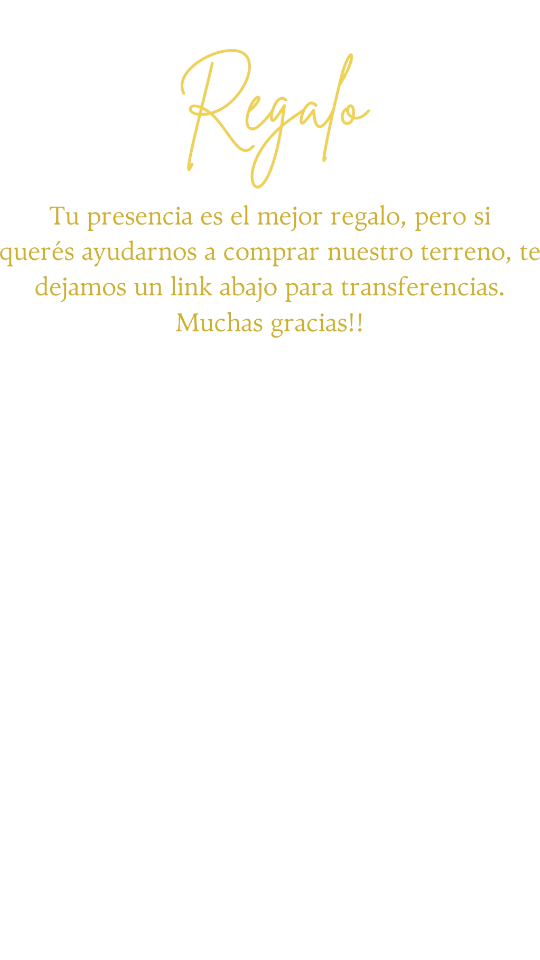 Regalo
Tu presencia es el mejor regalo, pero si
querés ayudarnos a comprar nuestro terreno, te
dejamos un link abajo para transferencias.
Muchas gracias!!